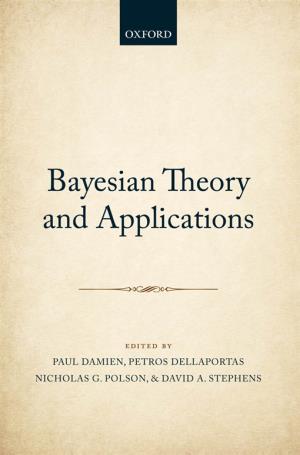 OXFORD
Bayesian Theory
and Applications
EDITED BY
PAUL DAMIEN, PETROS DELLAPORTAS
NICHOLAS G. POLSON, & DAVID A. STEPHENS